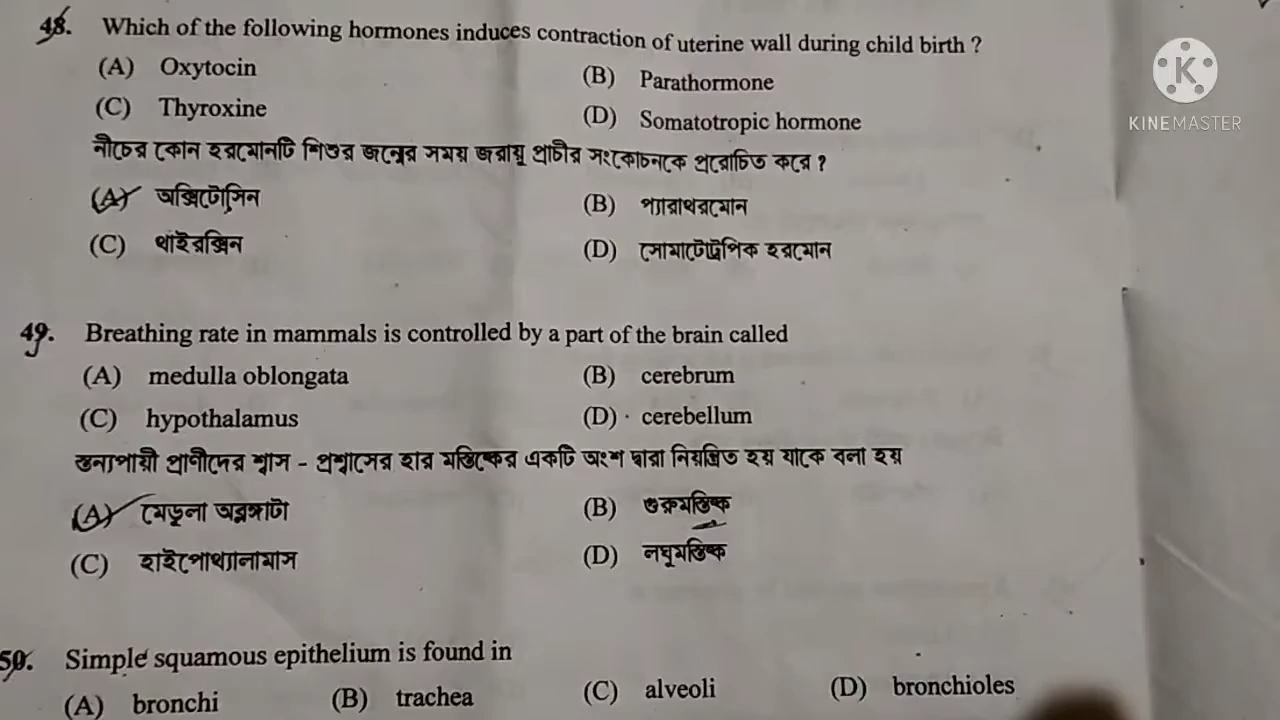 48. Which of the following hormones induces contraction of uterine wall during child birth ?
(A) Oxytocin (B) Parathormone
(C) Thyroxine (D) Somatotropic hormone
নীচের কোন হরমোনটি শিশুর জন্মের সময় জরায়ু প্রাচীর সংকোচনকে প্ররোচিত করে ?
(A) অক্সিটোসিন (B) প্যারাথরমোন
(C) থাইরক্সিন (D) সোমাটোট্রপিক হরমোন
49. Breathing rate in mammals is controlled by a part of the brain called
(A) medulla oblongata (B) cerebrum
(C) hypothalamus (D) cerebellum
স্তন্যপায়ী প্রাণীদের শ্বাস – প্রশ্বাসের হার মস্তিষ্কের একটি অংশ দ্বারা নিয়ন্ত্রিত হয় যাকে বলা হয়
(A) মেডুলা অবলঙ্গাটা (B) গুরুমস্তিষ্ক
(C) হাইপোথ্যালামাস (D) লঘুমস্তিষ্ক
50. Simple squamous epithelium is found in
(A) bronchi (B) trachea (C) alveoli (D) bronchioles
K
KINEMASTER